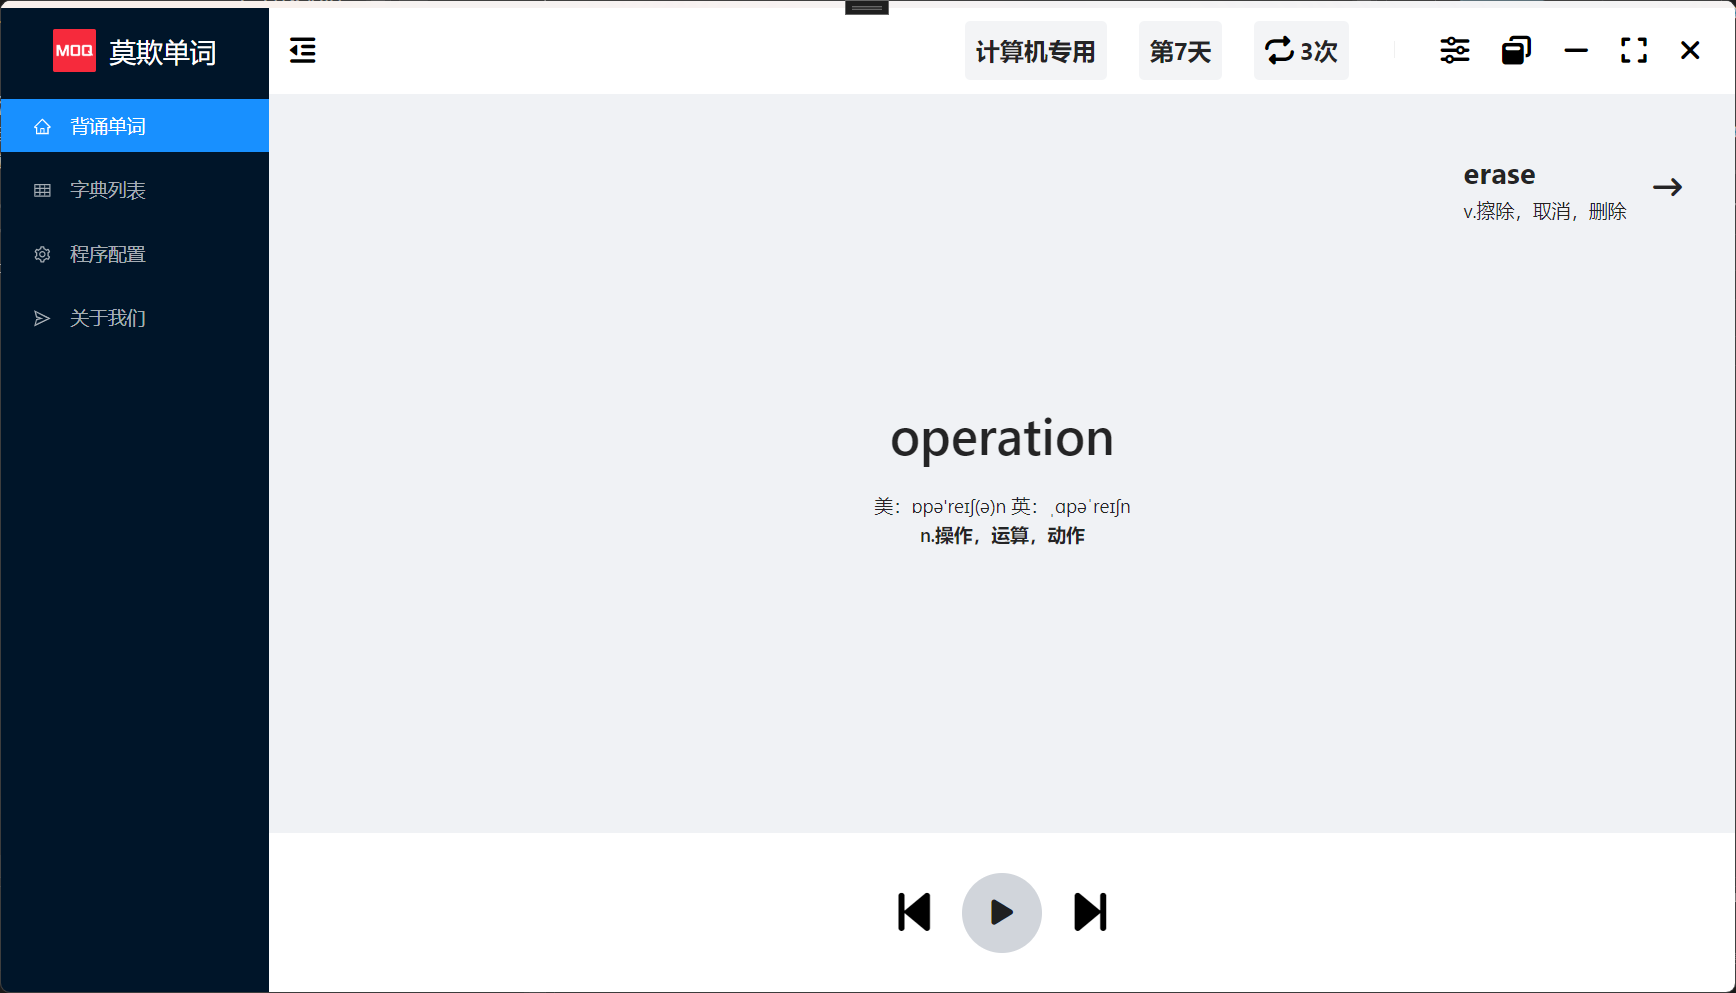 MOQ 莫欺单词
计算机专用 第7天 3次
背诵单词
字典列表
程序配置
关于我们
erase
v.擦除，取消，删除
operation
美：ɒpə'reɪʃ(ə)n 英：ˌɑpəˈreɪʃn
n.操作，运算，动作